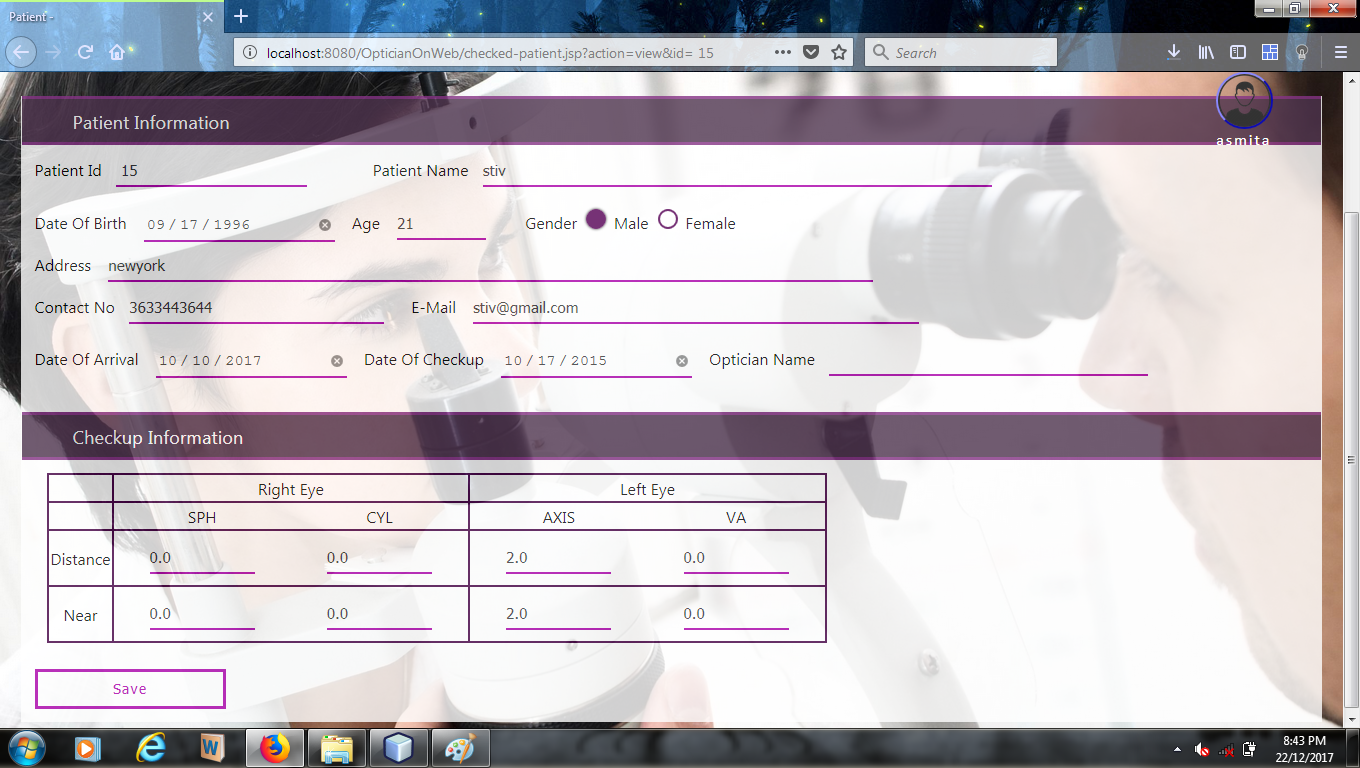 Patient -
localhost:8080/OpticianOnWeb/checked-patient.jsp?action=view&id= 15
Search
asmita
Patient Information
Patient Id 15 Patient Name stiv
Date Of Birth 09 / 17 / 1996 Age 21 Gender Male Female
Address newyork
Contact No 3633443644 E-Mail stiv@gmail.com
Date Of Arrival 10 / 10 / 2017 Date Of Checkup 10 / 17 / 2015 Optician Name
Checkup Information
Right Eye Left Eye
SPH CYL AXIS VA
Distance 0.0 0.0 2.0 0.0
Near 0.0 0.0 2.0 0.0
Save
8:43 PM
22/12/2017